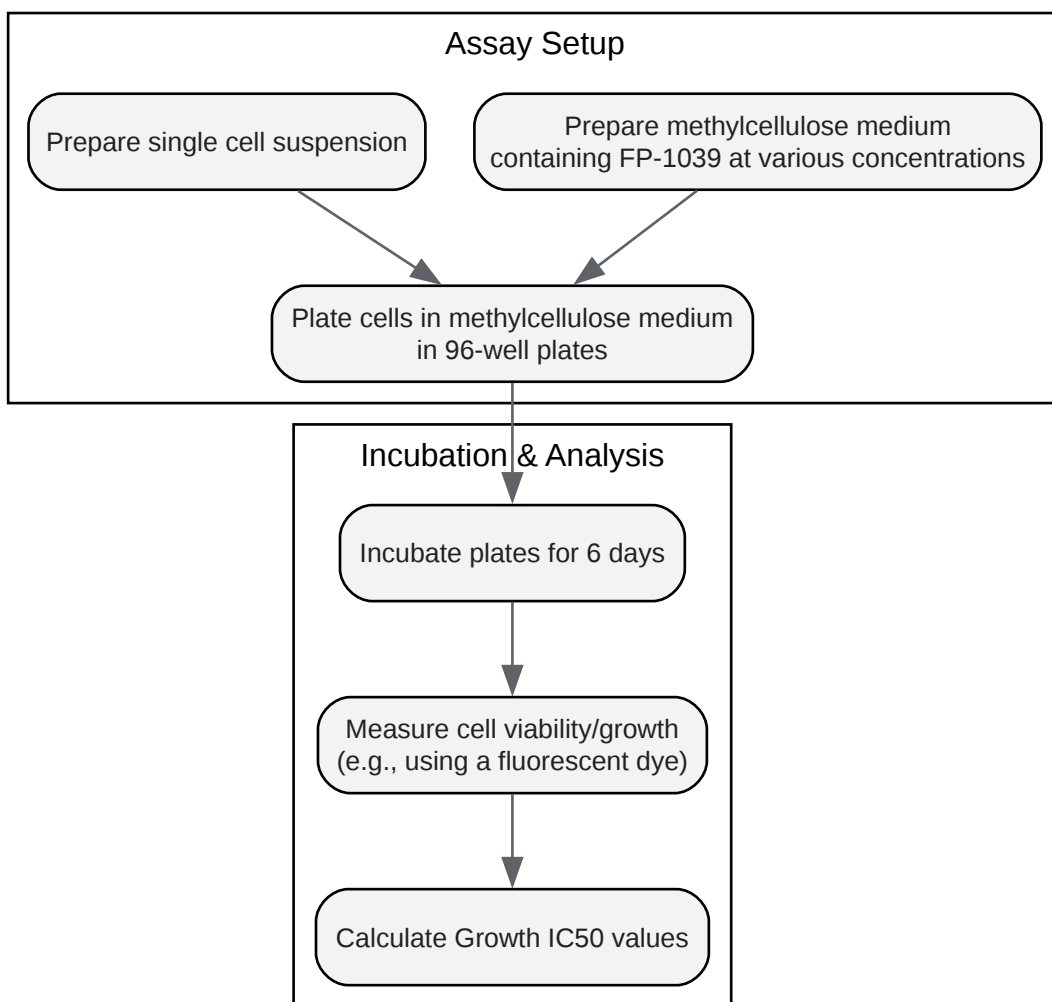 Assay Setup
Prepare single cell suspension
Prepare methylcellulose medium
containing FP-1039 at various concentrations
Plate cells in methylcellulose medium
in 96-well plates
Incubation & Analysis
Incubate plates for 6 days
Measure cell viability/growth
(e.g., using a fluorescent dye)
Calculate Growth IC50 values